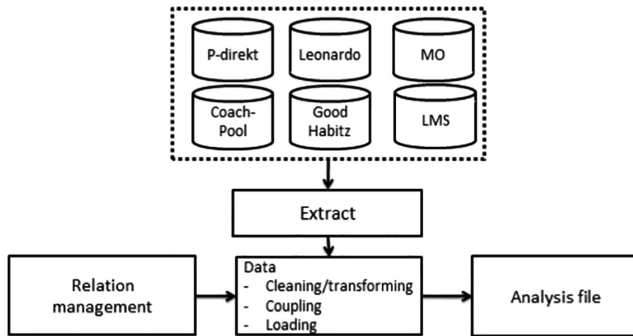 P-direkt
Leonardo
MO
Coach-
Pool
Good
Habitz
LMS
Extract
Relation
management
Data
- Cleaning/transforming
- Coupling
- Loading
Analysis file